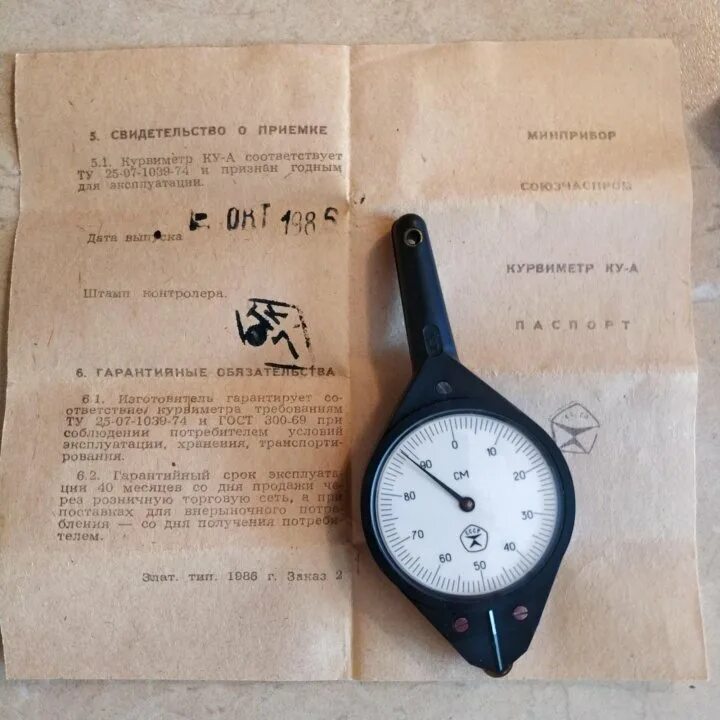 5. СВИДЕТЕЛЬСТВО О ПРИЕМКЕ
5.1. Курвиметр КУ-А соответствует
ТУ 25-07-1039-74 и признан годным
для эксплуатации.
ОКТ 1986
Дата выпуска
Штамп контролера.
6. ГАРАНТИЙНЫЕ ОБЯЗАТЕЛЬСТВА
6.1. Изготовитель гарантирует со-
ответствие курвиметра требованиям
ТУ 25-07-1039-74 и ГОСТ 300-69 при
соблюдении потребителем условий
эксплуатации, хранения, транспорти-
рования.
6.2. Гарантийный срок эксплуата-
ции 40 месяцев со дня продажи че-
рез розничную торговую сеть, а при
поставках для внерыночного потре-
бления — со дня получения потреби-
телем.
Злат. тип. 1986 г. Заказ 2
МИНПРИБОР
СОЮЗЧАСПРОМ
КУРВИМЕТР КУ-А
ПАСПОРТ
СССР
0
10
20
30
40
50
60
70
80
90
СМ
СССР